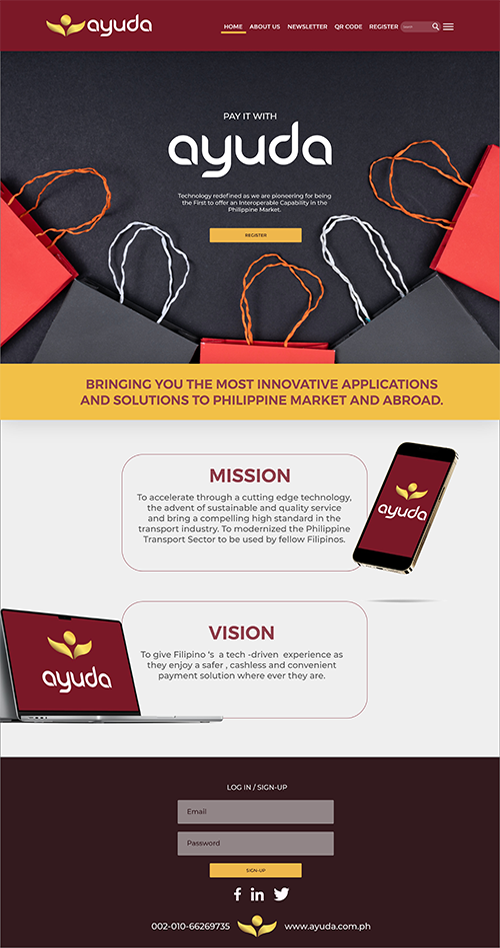 ayuda
HOME ABOUT US NEWSLETTER QR CODE REGISTER
PAY IT WITH
ayuda
Technology redefined as we are pioneering for being
the First to offer an Interoperable Capability in the
Philippine Market.
REGISTER
BRINGING YOU THE MOST INNOVATIVE APPLICATIONS
AND SOLUTIONS TO PHILIPPINE MARKET AND ABROAD.
MISSION
To accelerate through a cutting edge technology,
the advent of sustainable and quality service
and bring a compelling high standard in the
transport industry. To modernized the Philippine
Transport Sector to be used by fellow Filipinos.
ayuda
VISION
To give Filipino 's a tech -driven experience as
they enjoy a safer , cashless and convenient
payment solution where ever they are.
ayuda
LOG IN / SIGN-UP
Email
Password
SIGN-UP
002-010-66269735 www.ayuda.com.ph